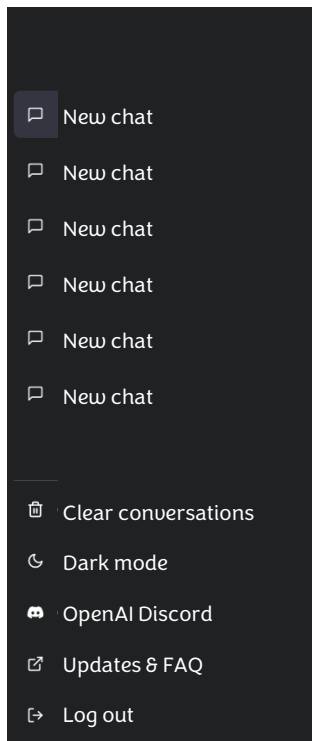 New chat
New chat
New chat
New chat
New chat
New chat
Clear conversations
Dark mode
OpenAI Discord
Updates & FAQ
Log out